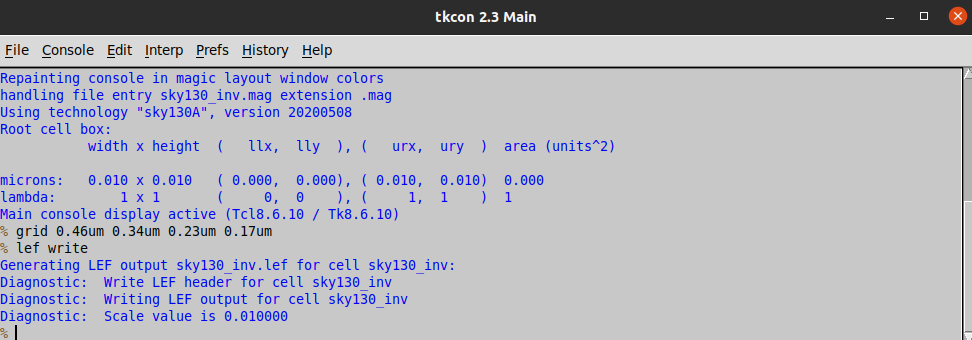 tkcon 2.3 Main
File Console Edit Interp Prefs History Help
Repainting console in magic layout window colors
handling file entry sky130_inv.mag extension .mag
Using technology "sky130A", version 20200508
Root cell box:
width x height ( llx, lly ), ( urx, ury ) area (units^2)
microns: 0.010 x 0.010 ( 0.000, 0.000), ( 0.010, 0.010) 0.000
lambda: 1 x 1 ( 0, 0 ), ( 1, 1 ) 1
Main console display active (Tcl8.6.10 / Tk8.6.10)
% grid 0.46um 0.34um 0.23um 0.17um
% lef write
Generating LEF output sky130_inv.lef for cell sky130_inv:
Diagnostic: Write LEF header for cell sky130_inv
Diagnostic: Writing LEF output for cell sky130_inv
Diagnostic: Scale value is 0.010000
%